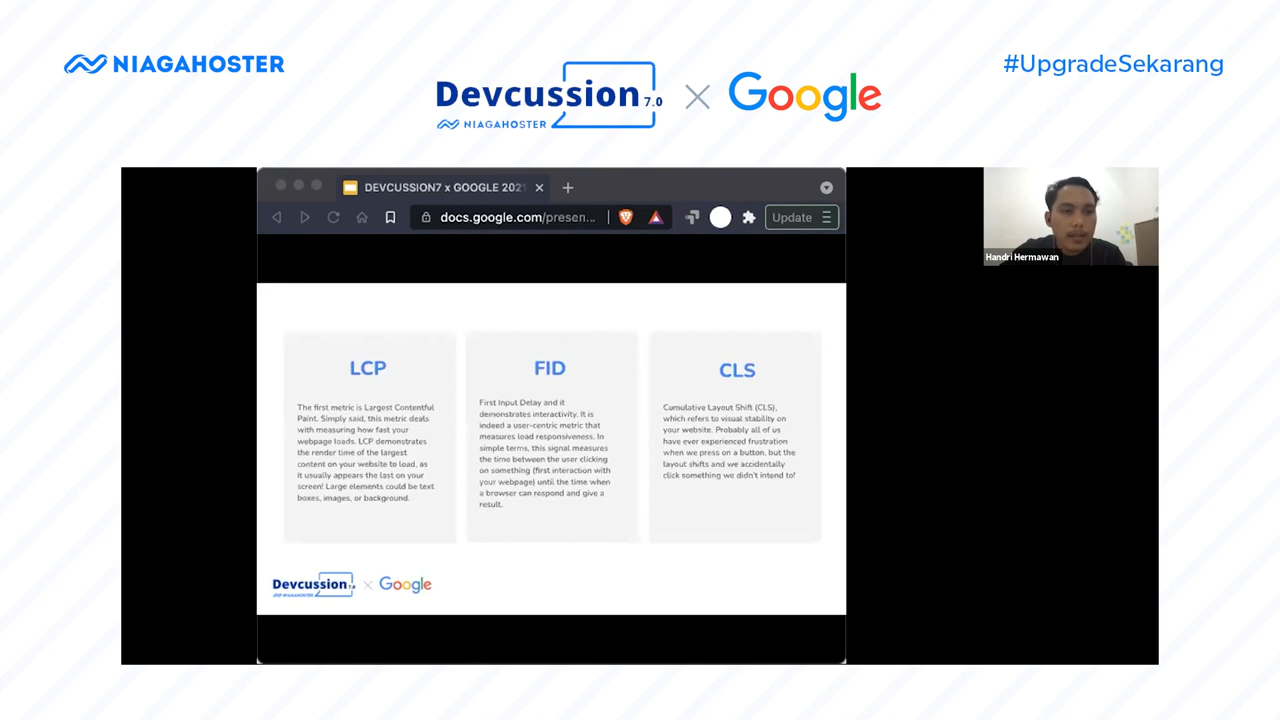 NIAGAHOSTER
Devcussion 7.0
NIAGAHOSTER
Google
#UpgradeSekarang
DEVCUSSION7 x GOOGLE 2021
docs.google.com/presen...
Update
Handri Hermawan
LCP
The first metric is Largest Contentful
Paint. Simply said, this metric deals
with measuring how fast your
webpage loads. LCP demonstrates
the render time of the largest
content on your website to load, as
it usually appears the last on your
screen! Large elements could be text
boxes, images, or background.
FID
First Input Delay and it
demonstrates interactivity. It is
indeed a user-centric metric that
measures load responsiveness. In
simple terms, this signal measures
the time between the user clicking
on something (first interaction with
your webpage) until the time when
a browser can respond and give a
result.
CLS
Cumulative Layout Shift (CLS),
which refers to visual stability on
your website. Probably all of us
have ever experienced frustration
when we press on a button, but the
layout shifts and we accidentally
click something we didn't intend to!
Devcussion 7.0
NIAGAHOSTER
Google